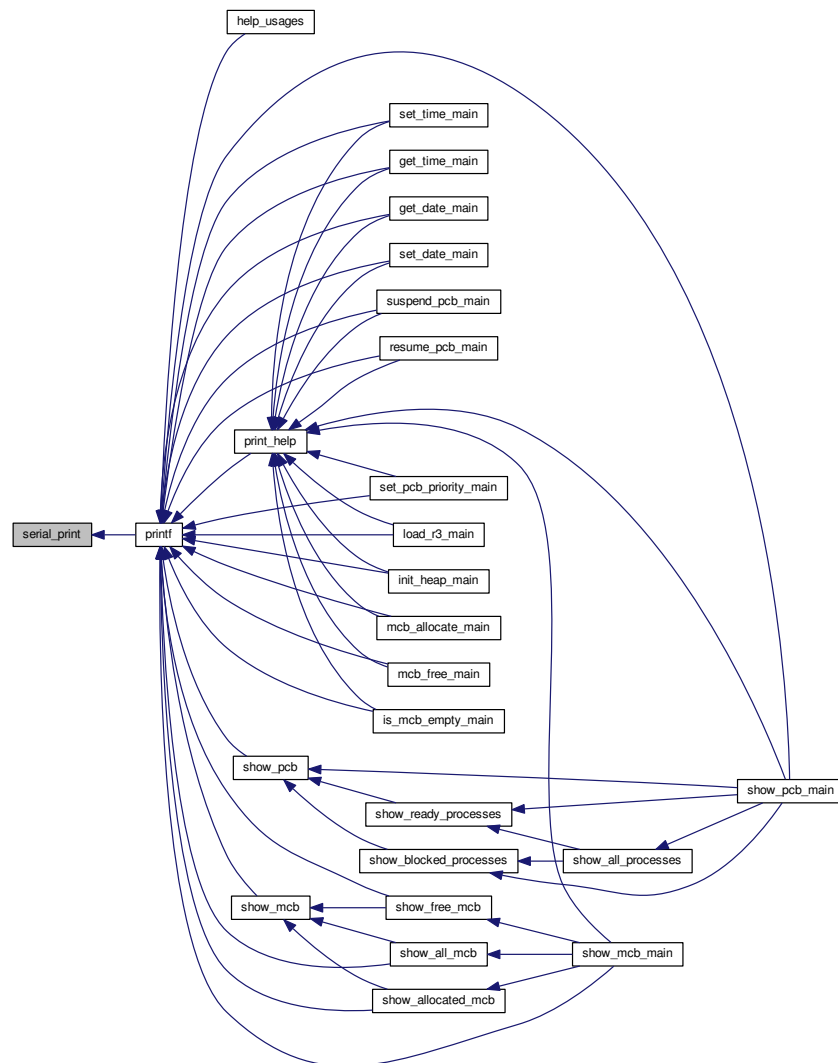 help_usages
set_time_main
get_time_main
get_date_main
set_date_main
suspend_pcb_main
resume_pcb_main
print_help
set_pcb_priority_main
serial_print
printf
load_r3_main
init_heap_main
mcb_allocate_main
mcb_free_main
is_mcb_empty_main
show_pcb
show_pcb_main
show_ready_processes
show_blocked_processes
show_all_processes
show_mcb
show_free_mcb
show_all_mcb
show_mcb_main
show_allocated_mcb